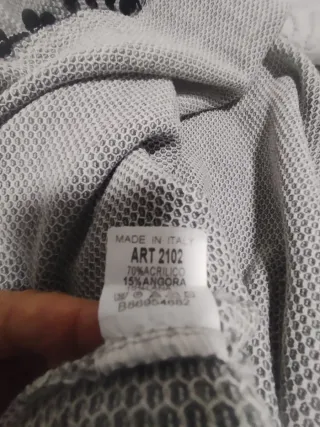 MADE IN ITALY
ART 2102
70%ACRILICO
15%ANGORA